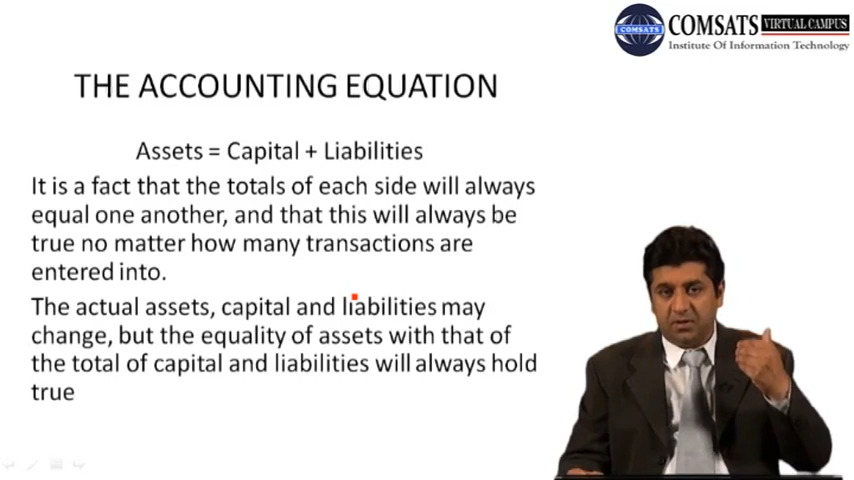 COMSATS VIRTUAL CAMPUS
COMSATS
Institute Of Information Technology
THE ACCOUNTING EQUATION
Assets = Capital + Liabilities
It is a fact that the totals of each side will always
equal one another, and that this will always be
true no matter how many transactions are
entered into.
The actual assets, capital and liabilities may
change, but the equality of assets with that of
the total of capital and liabilities will always hold
true